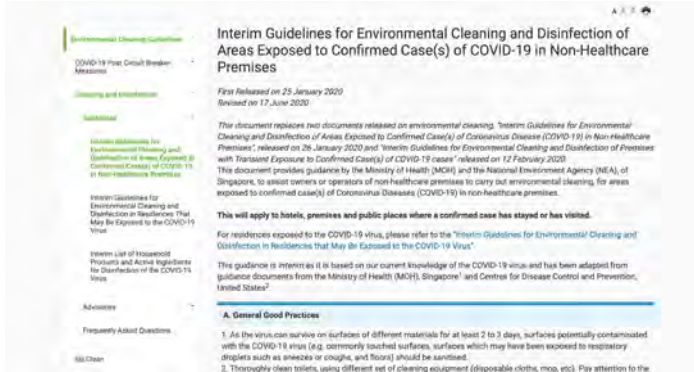 A A A
Environmental Cleaning Guidelines
COVID-19 Post Circuit Breaker
Measures
Cleaning and Disinfection
Guidelines
Interim Guidelines for
Environmental Cleaning and
Disinfection of Areas Exposed to
Confirmed Case(s) of COVID-19
in Non-Healthcare Premises
Interim Guidelines for
Environmental Cleaning and
Disinfection in Residences That
May Be Exposed to the COVID-19
Virus
Interim List of Household
Products and Active Ingredients
for Disinfection of the COVID-19
Virus
Advisories
Frequently Asked Questions
SG Clean
Interim Guidelines for Environmental Cleaning and Disinfection of
Areas Exposed to Confirmed Case(s) of COVID-19 in Non-Healthcare
Premises
First Released on 25 January 2020
Revised on 17 June 2020
This document replaces two documents released on environmental cleaning, "Interim Guidelines for Environmental
Cleaning and Disinfection of Areas Exposed to Confirmed Case(s) of Coronavirus Disease (COVID-19) in Non-Healthcare
Premises", released on 26 January 2020 and "Interim Guidelines for Environmental Cleaning and Disinfection of Premises
with Transient Exposure to Confirmed Case(s) of COVID-19 cases" released on 12 February 2020.
This document provides guidance by the Ministry of Health (MOH) and the National Environment Agency (NEA), of
Singapore, to assist owners or operators of non-healthcare premises to carry out environmental cleaning, for areas
exposed to confirmed case(s) of Coronavirus Diseases (COVID-19) in non-healthcare premises.
This will apply to hotels, premises and public places where a confirmed case has stayed or has visited.
For residences exposed to the COVID-19 virus, please refer to the "Interim Guidelines for Environmental Cleaning and
Disinfection in Residences that May Be Exposed to the COVID-19 Virus".
This guidance is interim as it is based on our current knowledge of the COVID-19 virus and has been adapted from
guidance documents from the Ministry of Health (MOH), Singapore1 and Centres for Disease Control and Prevention,
United States2.
A. General Good Practices
1. As the virus can survive on surfaces of different materials for at least 2 to 3 days, surfaces potentially contaminated
with the COVID-19 virus (e.g. commonly touched surfaces, surfaces which may have been exposed to respiratory
droplets such as sneezes or coughs, and floors) should be sanitised.
2. Thoroughly clean toilets, using different set of cleaning equipment (disposable cloths, mop, etc). Pay attention to the